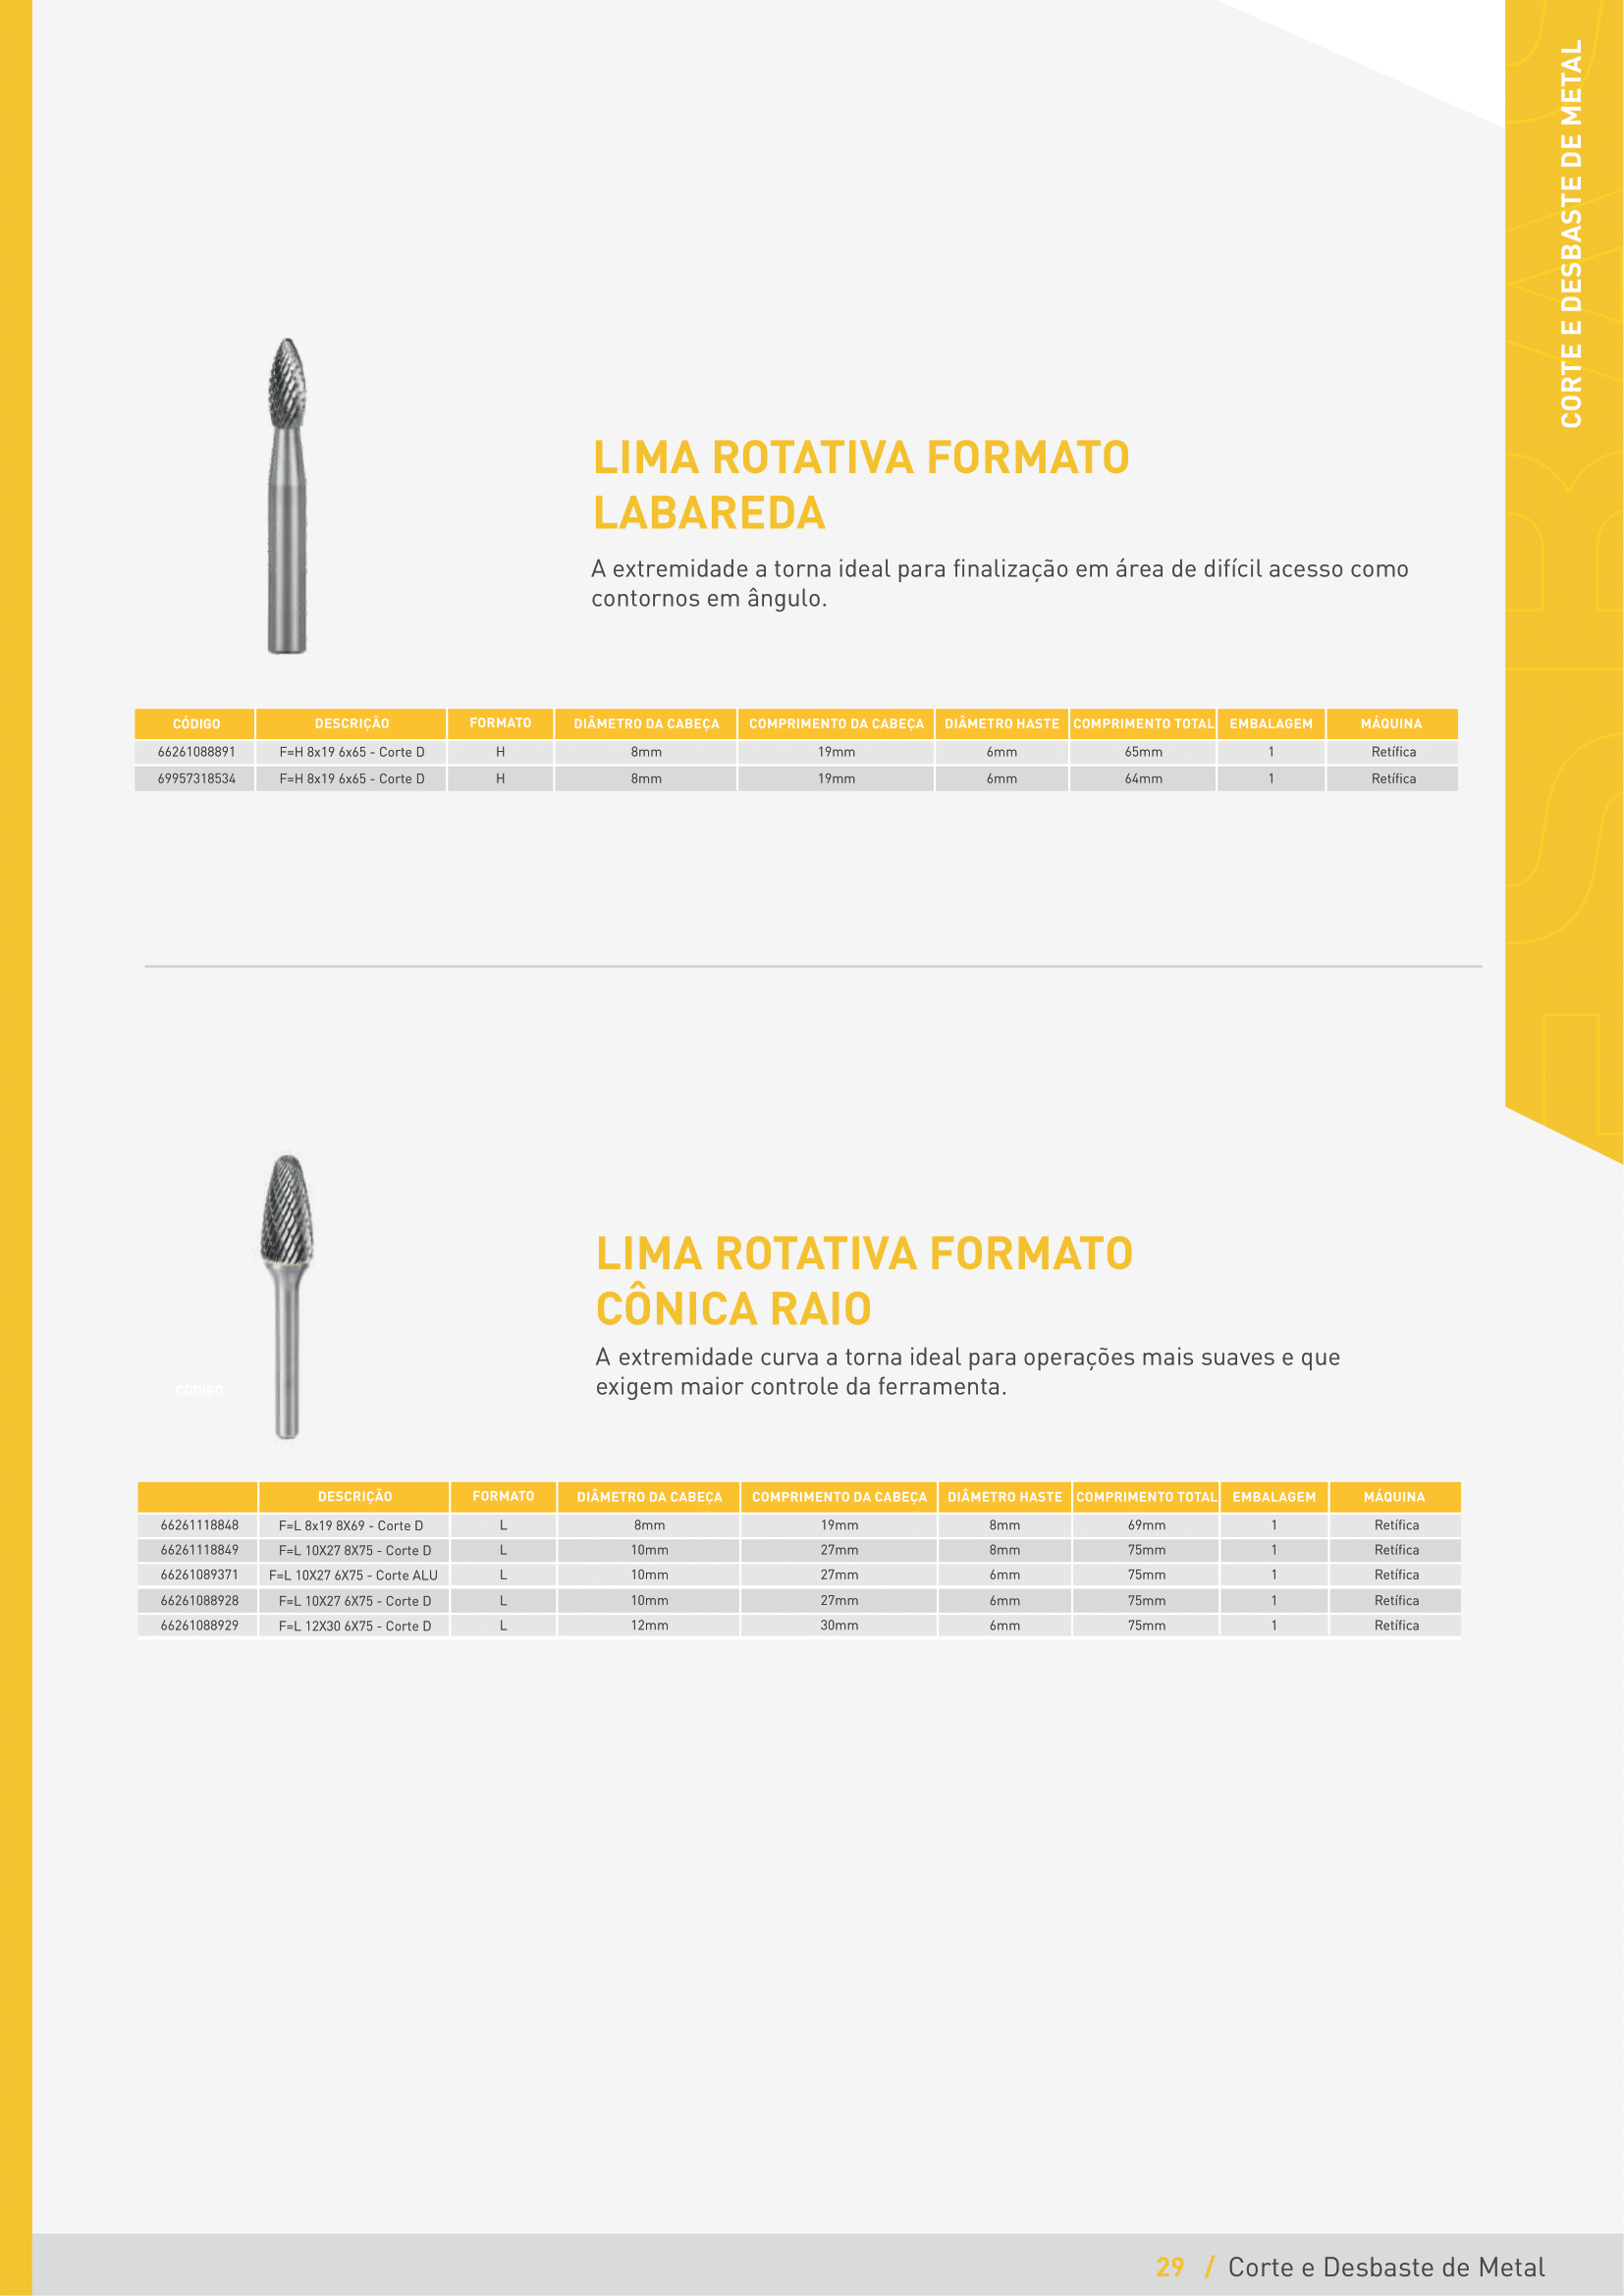 CORTE E DESBASTE DE METAL
LIMA ROTATIVA FORMATO
LABAREDA
A extremidade a torna ideal para finalização em área de difícil acesso como
contornos em ângulo.
CÓDIGO DESCRIÇÃO FORMATO DIÂMETRO DA CABEÇA COMPRIMENTO DA CABEÇA DIÂMETRO HASTE COMPRIMENTO TOTAL EMBALAGEM MÁQUINA
66261088891 F=H 8x19 6x65 - Corte D H 8mm 19mm 6mm 65mm 1 Retífica
69957318534 F=H 8x19 6x65 - Corte D H 8mm 19mm 6mm 64mm 1 Retífica
LIMA ROTATIVA FORMATO
CÔNICA RAIO
A extremidade curva a torna ideal para operações mais suaves e que
exigem maior controle da ferramenta.
CÓDIGO
DESCRIÇÃO FORMATO DIÂMETRO DA CABEÇA COMPRIMENTO DA CABEÇA DIÂMETRO HASTE COMPRIMENTO TOTAL EMBALAGEM MÁQUINA
66261118848 F=L 8x19 8X69 - Corte D L 8mm 19mm 8mm 69mm 1 Retífica
66261118849 F=L 10X27 8X75 - Corte D L 10mm 27mm 8mm 75mm 1 Retífica
66261089371 F=L 10X27 6X75 - Corte ALU L 10mm 27mm 6mm 75mm 1 Retífica
66261088928 F=L 10X27 6X75 - Corte D L 10mm 27mm 6mm 75mm 1 Retífica
66261088929 F=L 12X30 6X75 - Corte D L 12mm 30mm 6mm 75mm 1 Retífica
29 / Corte e Desbaste de Metal